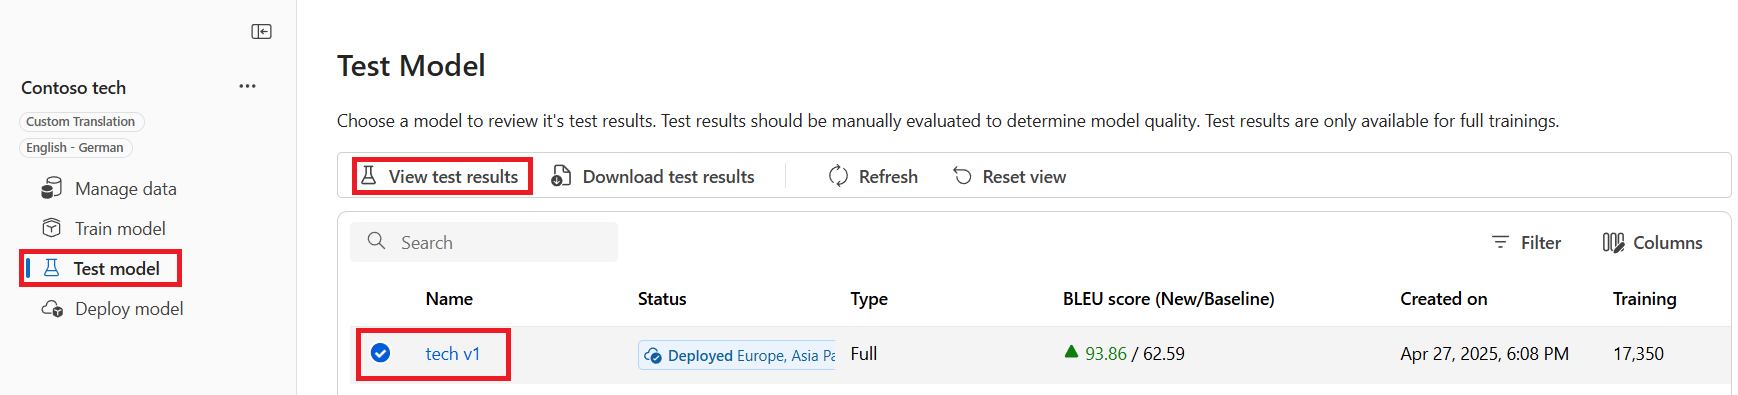 Contoso tech
Custom Translation
English - German
Manage data
Train model
Test model
Deploy model
Test Model
Choose a model to review it's test results. Test results should be manually evaluated to determine model quality. Test results are only available for full trainings.
View test results Download test results Refresh Reset view
Search Filter Columns
Name Status Type BLEU score (New/Baseline) Created on Training
tech v1 Deployed Europe, Asia Pa Full 93.86 / 62.59 Apr 27, 2025, 6:08 PM 17,350